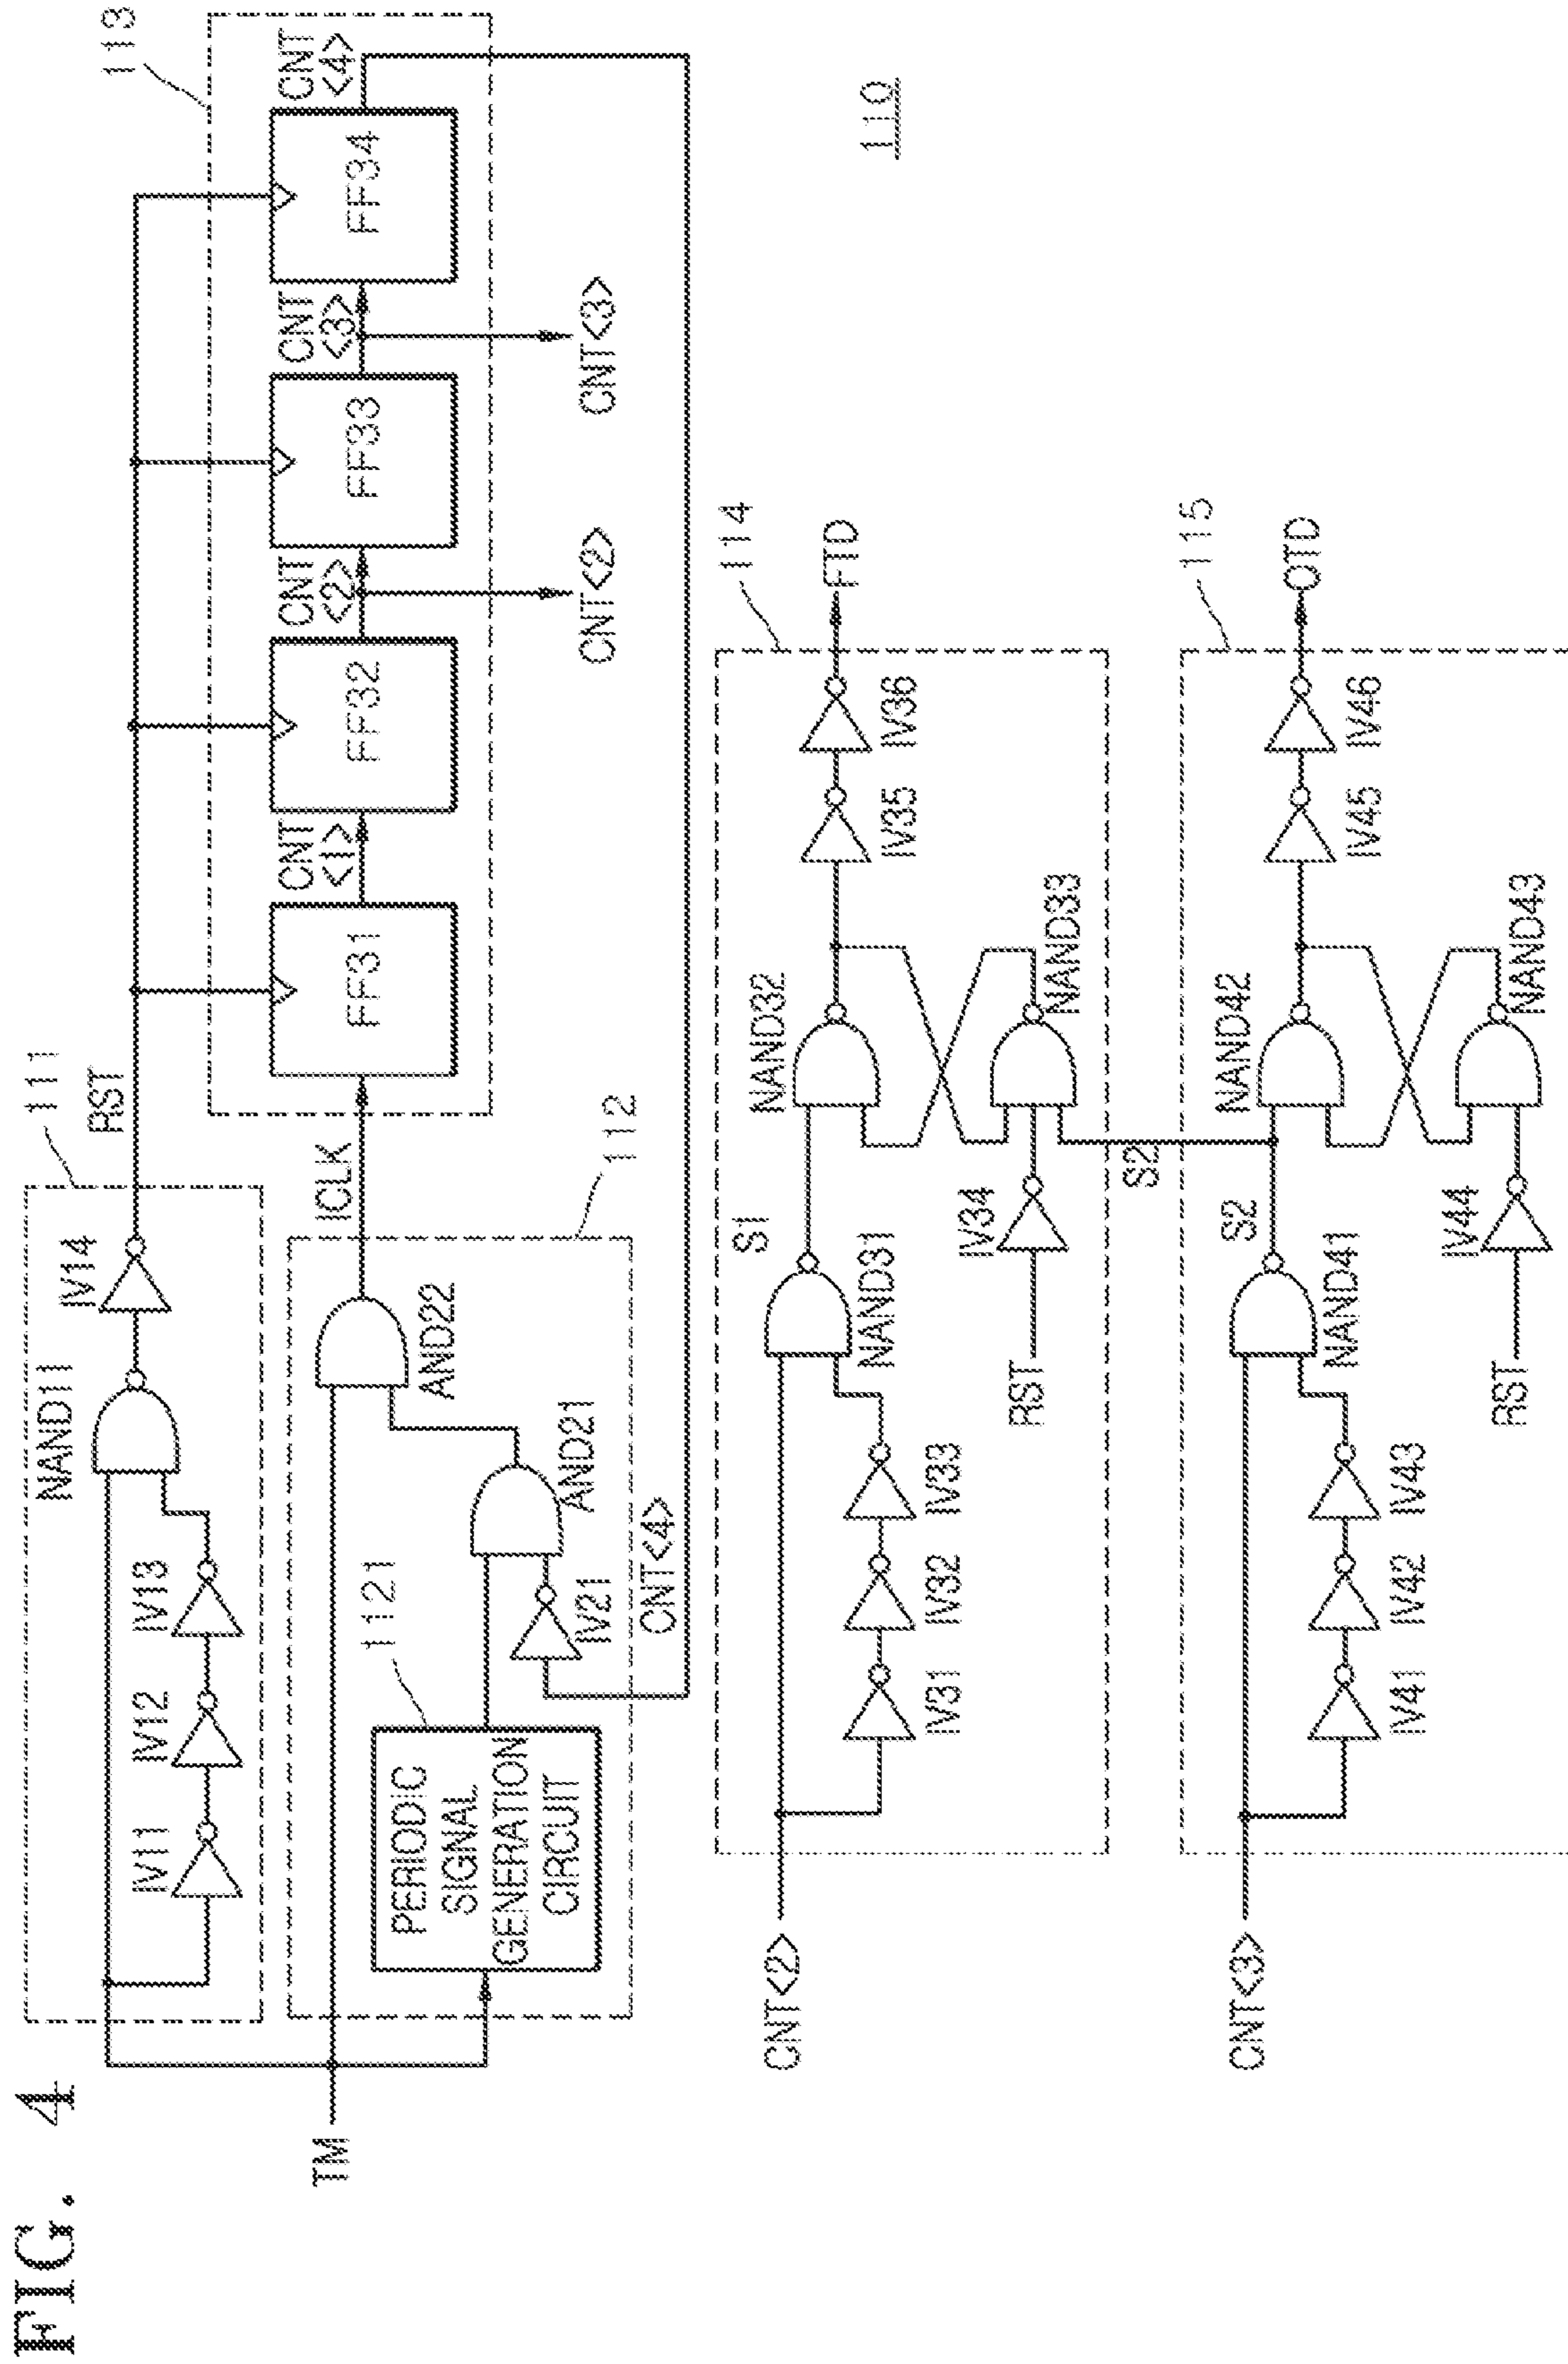 FIG. 4
TM
111
NAND11
IV11
IV12
IV13
IV14
RST
112
1121
PERIODIC
SIGNAL
GENERATION
CIRCUIT
IV21
AND21
AND22
CNT<4>
ICLK
113
FF31
CNT
<1>
FF32
CNT
<2>
FF33
CNT
<3>
FF34
CNT
<4>
CNT<2>
CNT<3>
110
114
CNT<2>
IV31
IV32
IV33
NAND31
S1
RST
IV34
NAND32
NAND33
IV35
IV36
FTD
S2
115
CNT<3>
IV41
IV42
IV43
NAND41
S2
RST
IV44
NAND42
NAND43
IV45
IV46
OTD